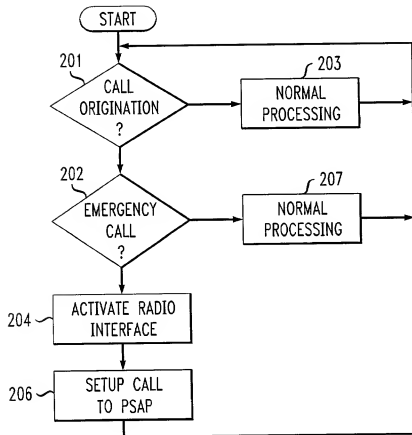 START
201
CALL
ORIGINATION
?
203
NORMAL
PROCESSING
202
EMERGENCY
CALL
?
207
NORMAL
PROCESSING
204
ACTIVATE RADIO
INTERFACE
206
SETUP CALL
TO PSAP